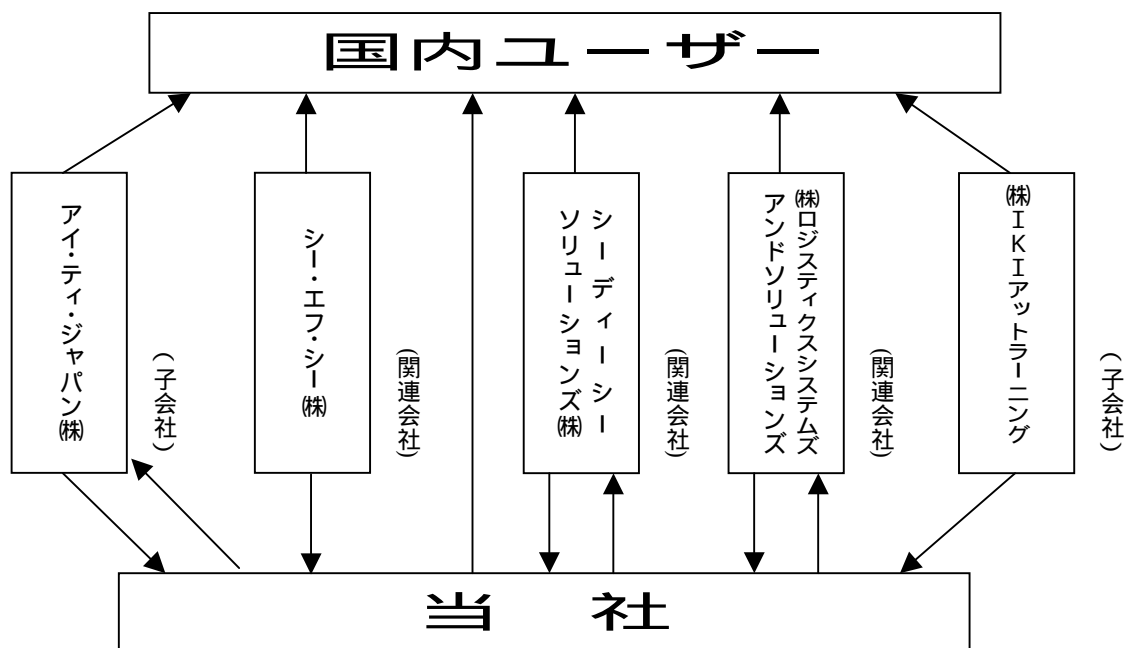 国内ユーザー
アイ・ティ・ジャパン㈱
(子会社)
シー・エフ・シー㈱
(関連会社)
シーディーシー
ソリューションズ㈱
(関連会社)
㈱ロジスティクスシステムズ
アンドソリューションズ
(関連会社)
㈱ＩＫＩアットラーニング
(子会社)
当 社